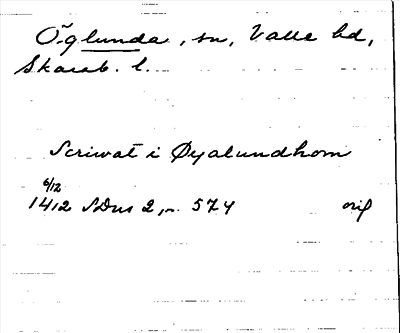 Öglunda, sn, Valle hd,
Skarab. l.
Scriwat i Øyalundhom
6/12
1412 SDns 2, n. 574 orig